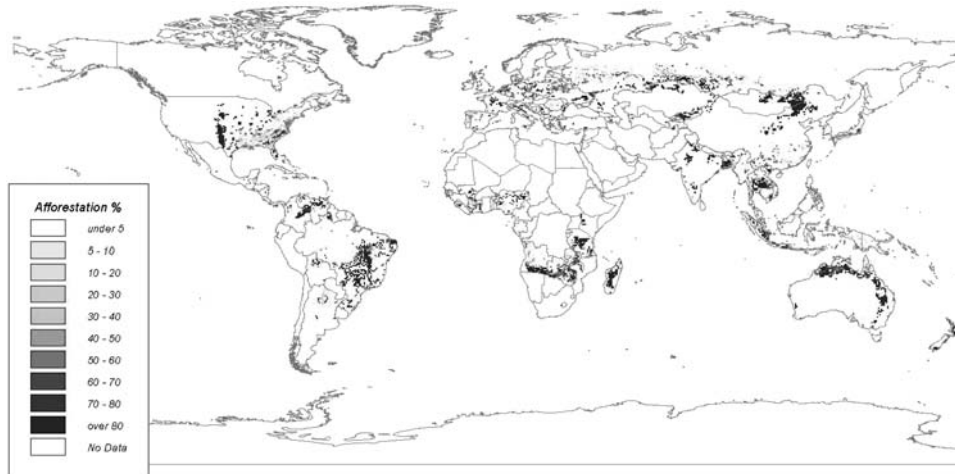 Afforestation %
under 5
5 - 10
10 - 20
20 - 30
30 - 40
40 - 50
50 - 60
60 - 70
70 - 80
over 80
No Data